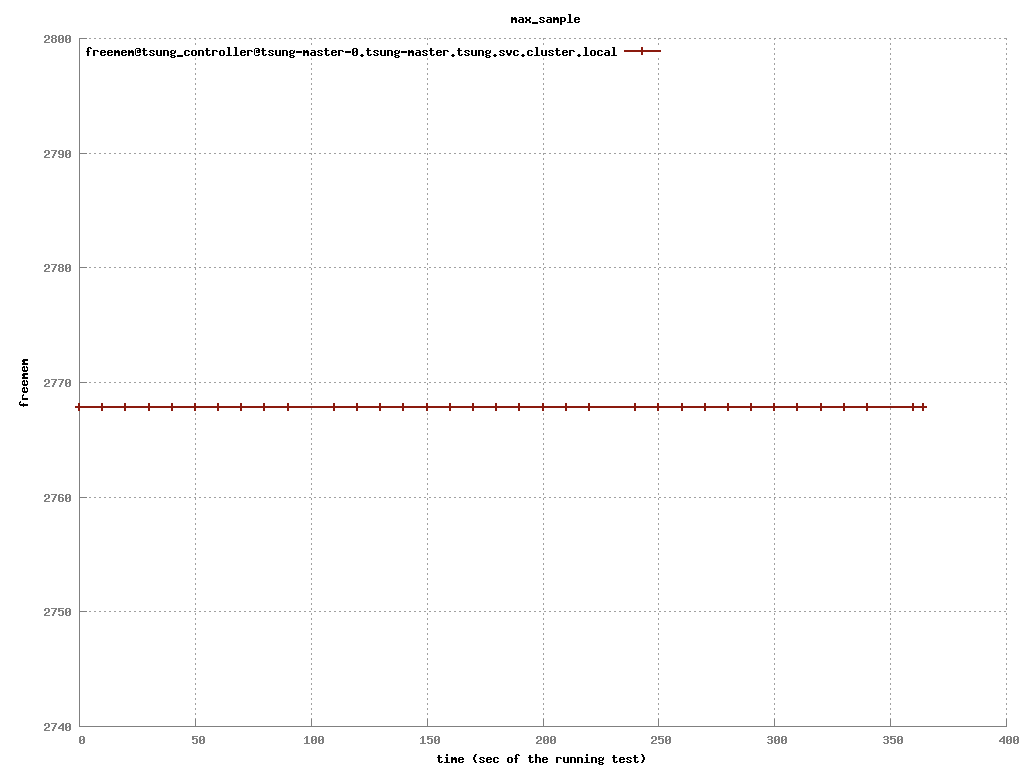 max_sample
freemem@tsung_controller@tsung-master-0.tsung-master.tsung.svc.cluster.local
2800
2790
2780
2770
2760
2750
2740
freemem
0 50 100 150 200 250 300 350 400
time (sec of the running test)